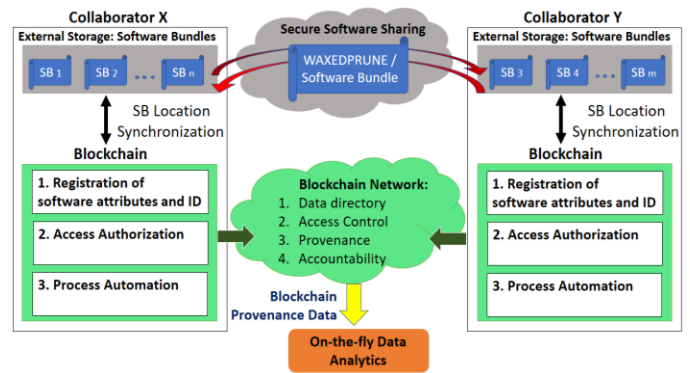 Collaborator X
External Storage: Software Bundles
SB 1
SB 2
...
SB n
SB Location
Synchronization
Blockchain
1. Registration of
software attributes and ID
2. Access Authorization
3. Process Automation
Secure Software Sharing
WAXEDPRUNE /
Software Bundle
Blockchain Network:
1. Data directory
2. Access Control
3. Provenance
4. Accountability
Blockchain
Provenance Data
On-the-fly Data
Analytics
Collaborator Y
External Storage: Software Bundles
SB 3
SB 4
...
SB m
SB Location
Synchronization
Blockchain
1. Registration of
software attributes and ID
2. Access Authorization
3. Process Automation